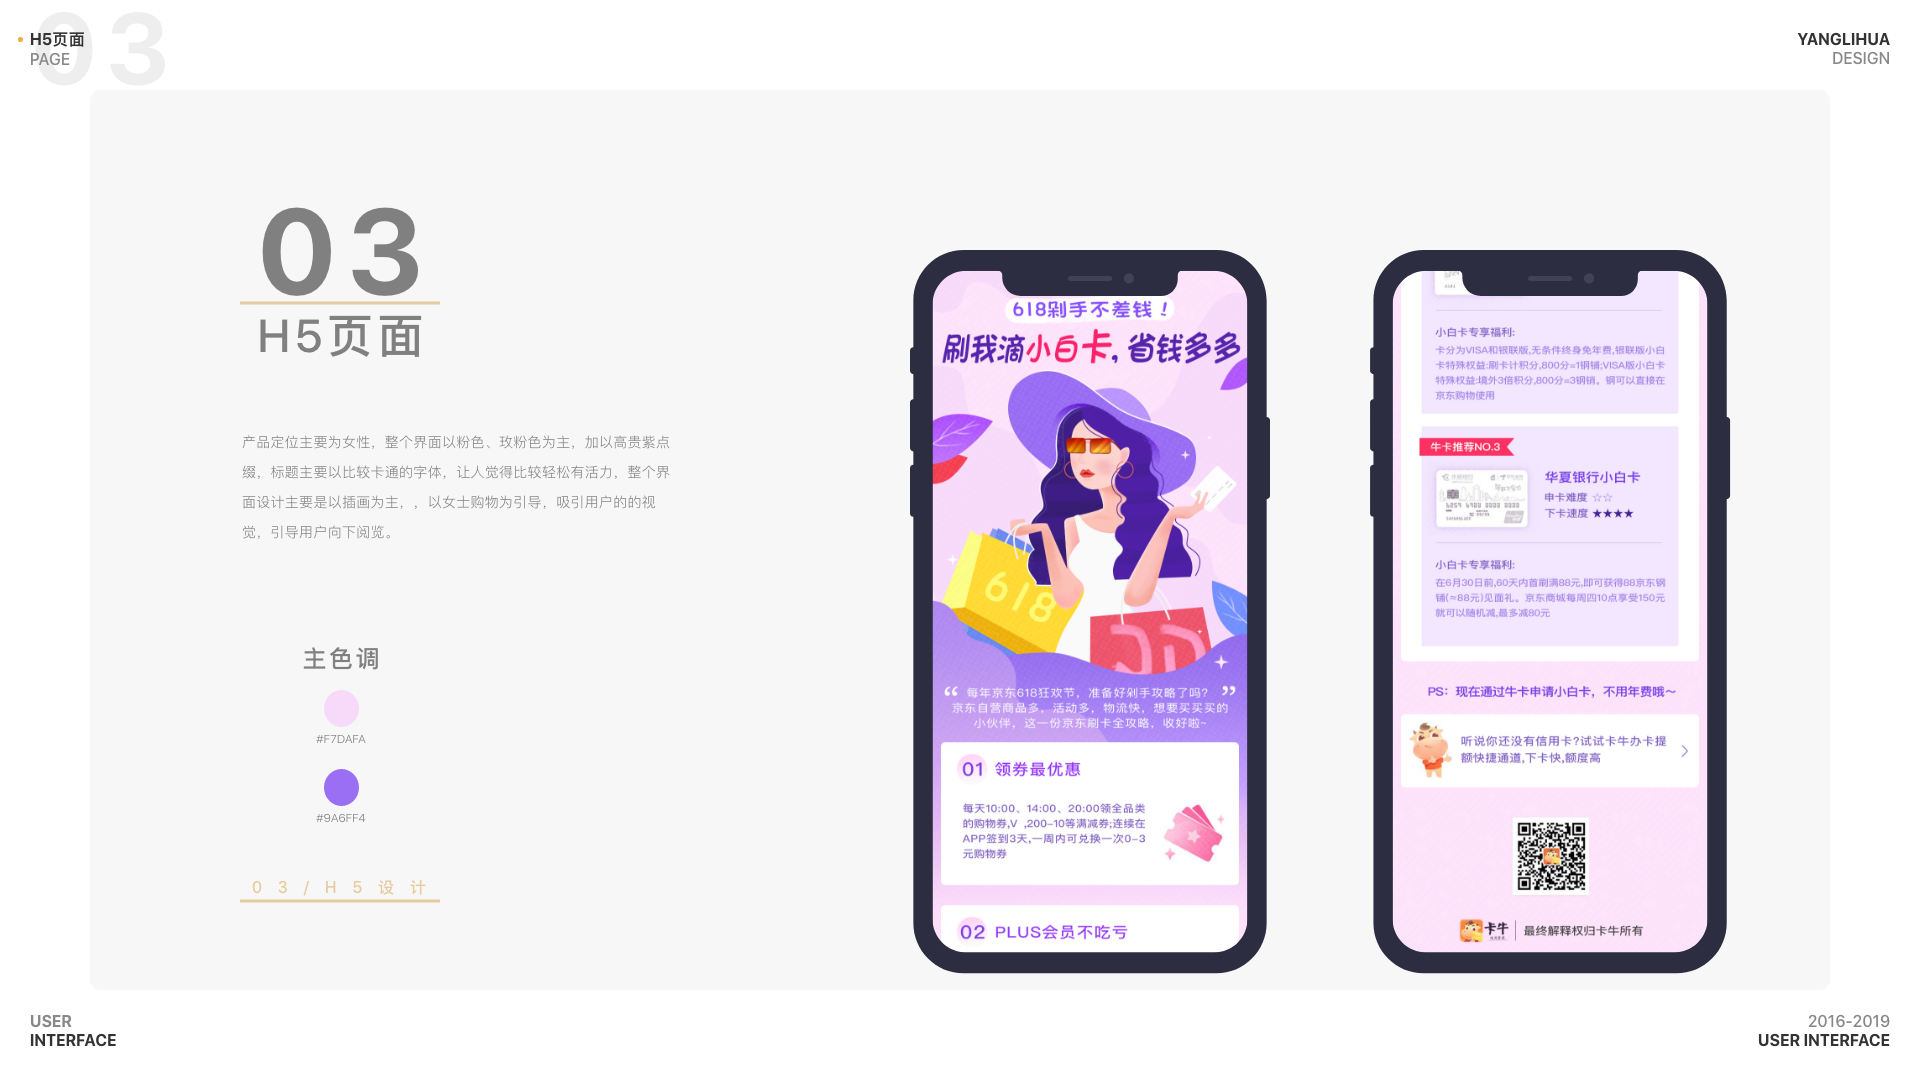 03
H5页面
PAGE
YANGLIHUA
DESIGN
03
H5页面
产品定位主要为女性，整个界面以粉色、玫粉色为主，加以高贵紫点
缀，标题主要以比较卡通的字体，让人觉得比较轻松有活力，整个界
面设计主要是以插画为主，，以女士购物为引导，吸引用户的的视
觉，引导用户向下阅览。
主色调
#F7DAFA
#9A6FF4
03/H5设计
618剁手不差钱！
刷我滴小白卡，省钱多多
618
“ 每年京东618狂欢节，准备好剁手攻略了吗？ ”
京东自营商品多，活动多，物流快，想要买买买的
小伙伴，这一份京东刷卡全攻略，收好啦~
01 领券最优惠
每天10:00、14:00、20:00领全品类
的购物券,V ,200-10等满减券;连续在
APP签到3天,一周内可兑换一次0-3
元购物券
02 PLUS会员不吃亏
小白卡专享福利:
卡分为VISA和银联版,无条件终身免年费,银联版小白
卡特殊权益:刷卡计积分,800分=1钢镚;VISA版小白卡
特殊权益:境外3倍积分,800分=3钢镚。钢可以直接在
京东购物使用
牛卡推荐NO.3
华夏银行小白卡
申卡难度 ☆☆
下卡速度 ★★★★
小白卡专享福利:
在6月30日前,60天内首刷满88元,即可获得88京东钢
镚(≈88元)见面礼。京东商城每周四10点享受150元
就可以随机减,最多减80元
PS：现在通过牛卡申请小白卡，不用年费哦～
听说你还没有信用卡?试试卡牛办卡提
额快捷通道,下卡快,额度高
卡牛
最终解释权归卡牛所有
USER
INTERFACE
2016-2019
USER INTERFACE